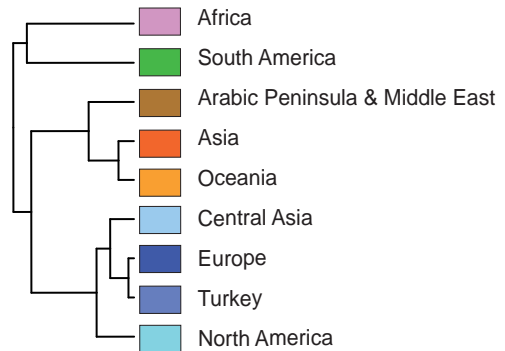 Africa
South America
Arabic Peninsula & Middle East
Asia
Oceania
Central Asia
Europe
Turkey
North America